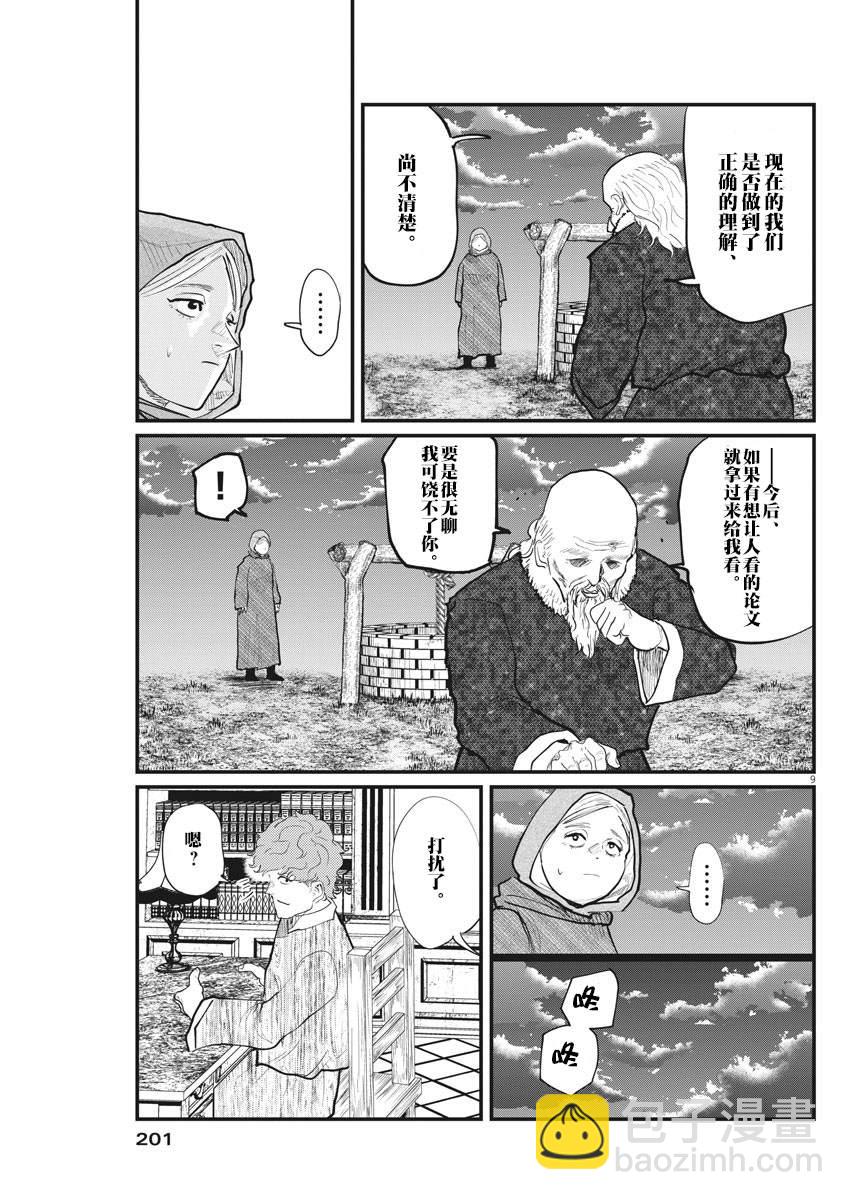 现在的我们
是否做到了
正确的理解、
尚不清楚。
……
——今后、
如果有想让人看的论文
就拿过来给我看。
要是很无聊
我可饶不了你。
！
9
……
咚
咚
打扰了。
嗯？
201
包子漫畫
baozimh.com